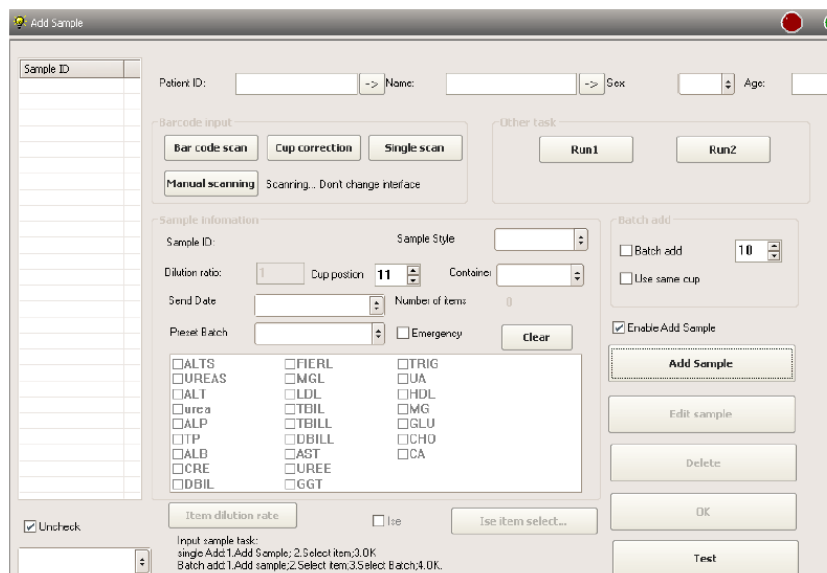 Add Sample
Sample ID
Patient ID: -> Name: -> Sex Age:
Barcode input
Other task
Bar code scan Cup correction Single scan
Run1 Run2
Manual scanning Scanring... Don't change interface
Sample Infomation
Batch add
Sample ID: Sample Style
Batch add 10
Dilution ratio: 1 Cup postion 11 Container
Use same cup
Send Date Number of items 0
Preset Batch Emergency Clear
Enable Add Sample
ALTS FIERL TRIG
UREAS MGL UA
ALT LDL HDL
urea TBIL MG
ALP TBILL GLU
TP DBILL CHO
ALB AST CA
CRE UREE
DBIL GGT
Add Sample
Edit sample
Delete
OK
Test
Uncheck
Item dilution rate Ise Ise item select...
Input sample task:
single Add:1.Add Sample; 2.Select item;3.OK
Batch add:1.Add sample;2.Select item;3.Select Batch;4.OK.